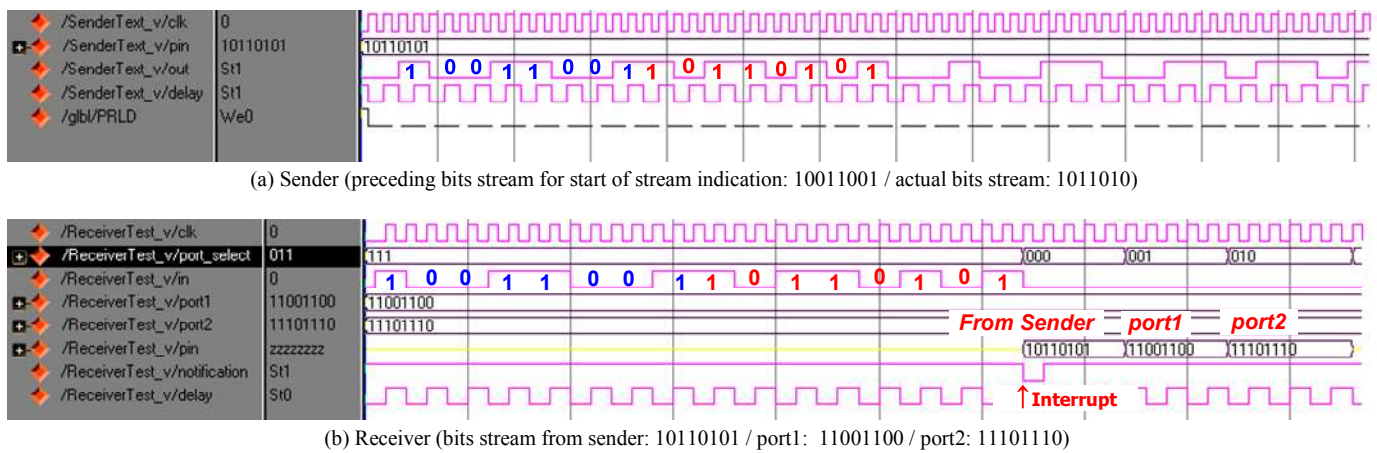 /SenderText_v/clk 0
/SenderText_v/pin 10110101 10110101
/SenderText_v/out St1 1 0 0 1 1 0 0 1 1 0 1 1 0 1 0 1
/SenderText_v/delay St1
/glbl/PRLD We0
(a) Sender (preceding bits stream for start of stream indication: 10011001 / actual bits stream: 1011010)
/ReceiverTest_v/clk 0
/ReceiverTest_v/port_select 011 111 000 001 010
/ReceiverTest_v/in 0 1 0 0 1 1 0 0 1 1 0 1 1 0 1 0 1
/ReceiverTest_v/port1 11001100 11001100
/ReceiverTest_v/port2 11101110 11101110
From Sender port1 port2
/ReceiverTest_v/pin zzzzzzzz 10110101 11001100 11101110
/ReceiverTest_v/notification St1
/ReceiverTest_v/delay St0 ↑Interrupt
(b) Receiver (bits stream from sender: 10110101 / port1: 11001100 / port2: 11101110)